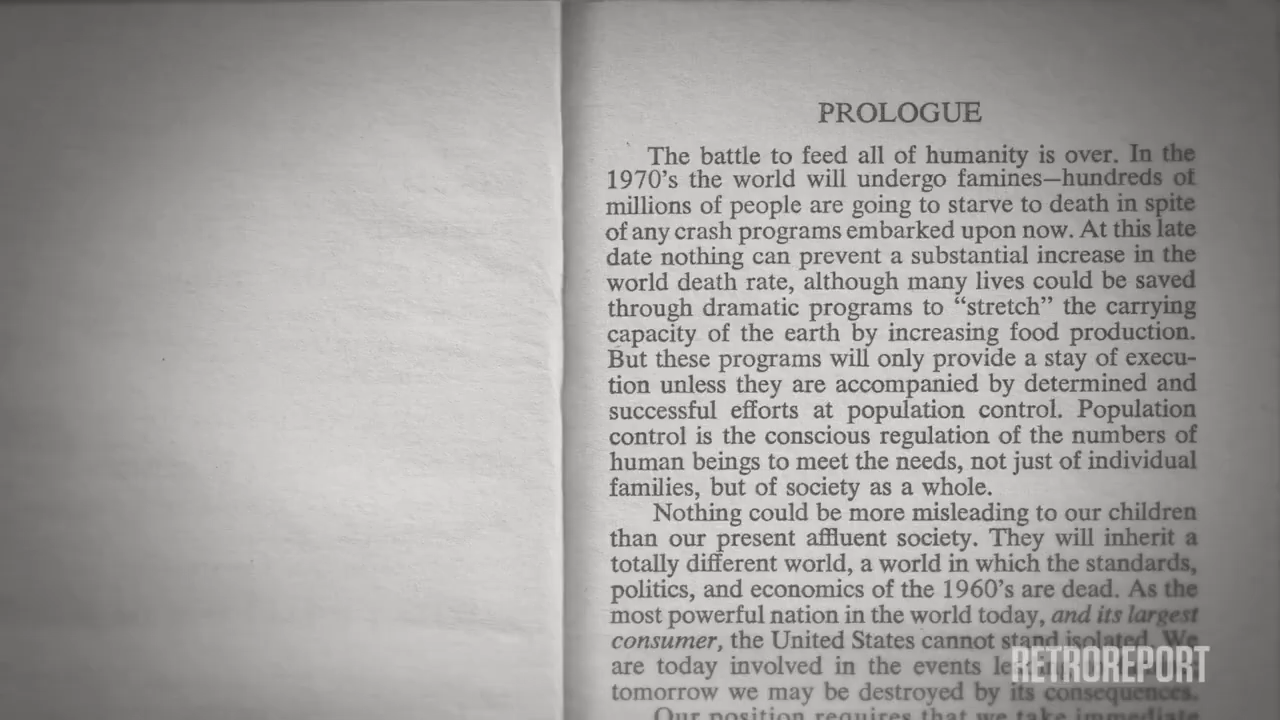 PROLOGUE
The battle to feed all of humanity is over. In the
1970's the world will undergo famines—hundreds of
millions of people are going to starve to death in spite
of any crash programs embarked upon now. At this late
date nothing can prevent a substantial increase in the
world death rate, although many lives could be saved
through dramatic programs to “stretch” the carrying
capacity of the earth by increasing food production.
But these programs will only provide a stay of execu-
tion unless they are accompanied by determined and
successful efforts at population control. Population
control is the conscious regulation of the numbers of
human beings to meet the needs, not just of individual
families, but of society as a whole.
Nothing could be more misleading to our children
than our present affluent society. They will inherit a
totally different world, a world in which the standards,
politics, and economics of the 1960's are dead. As the
most powerful nation in the world today, and its largest
consumer, the United States cannot stand isolated. We
are today involved in the events
tomorrow we may be destroyed by its consequences.
Our position requires that we take immediate
RETROREPORT